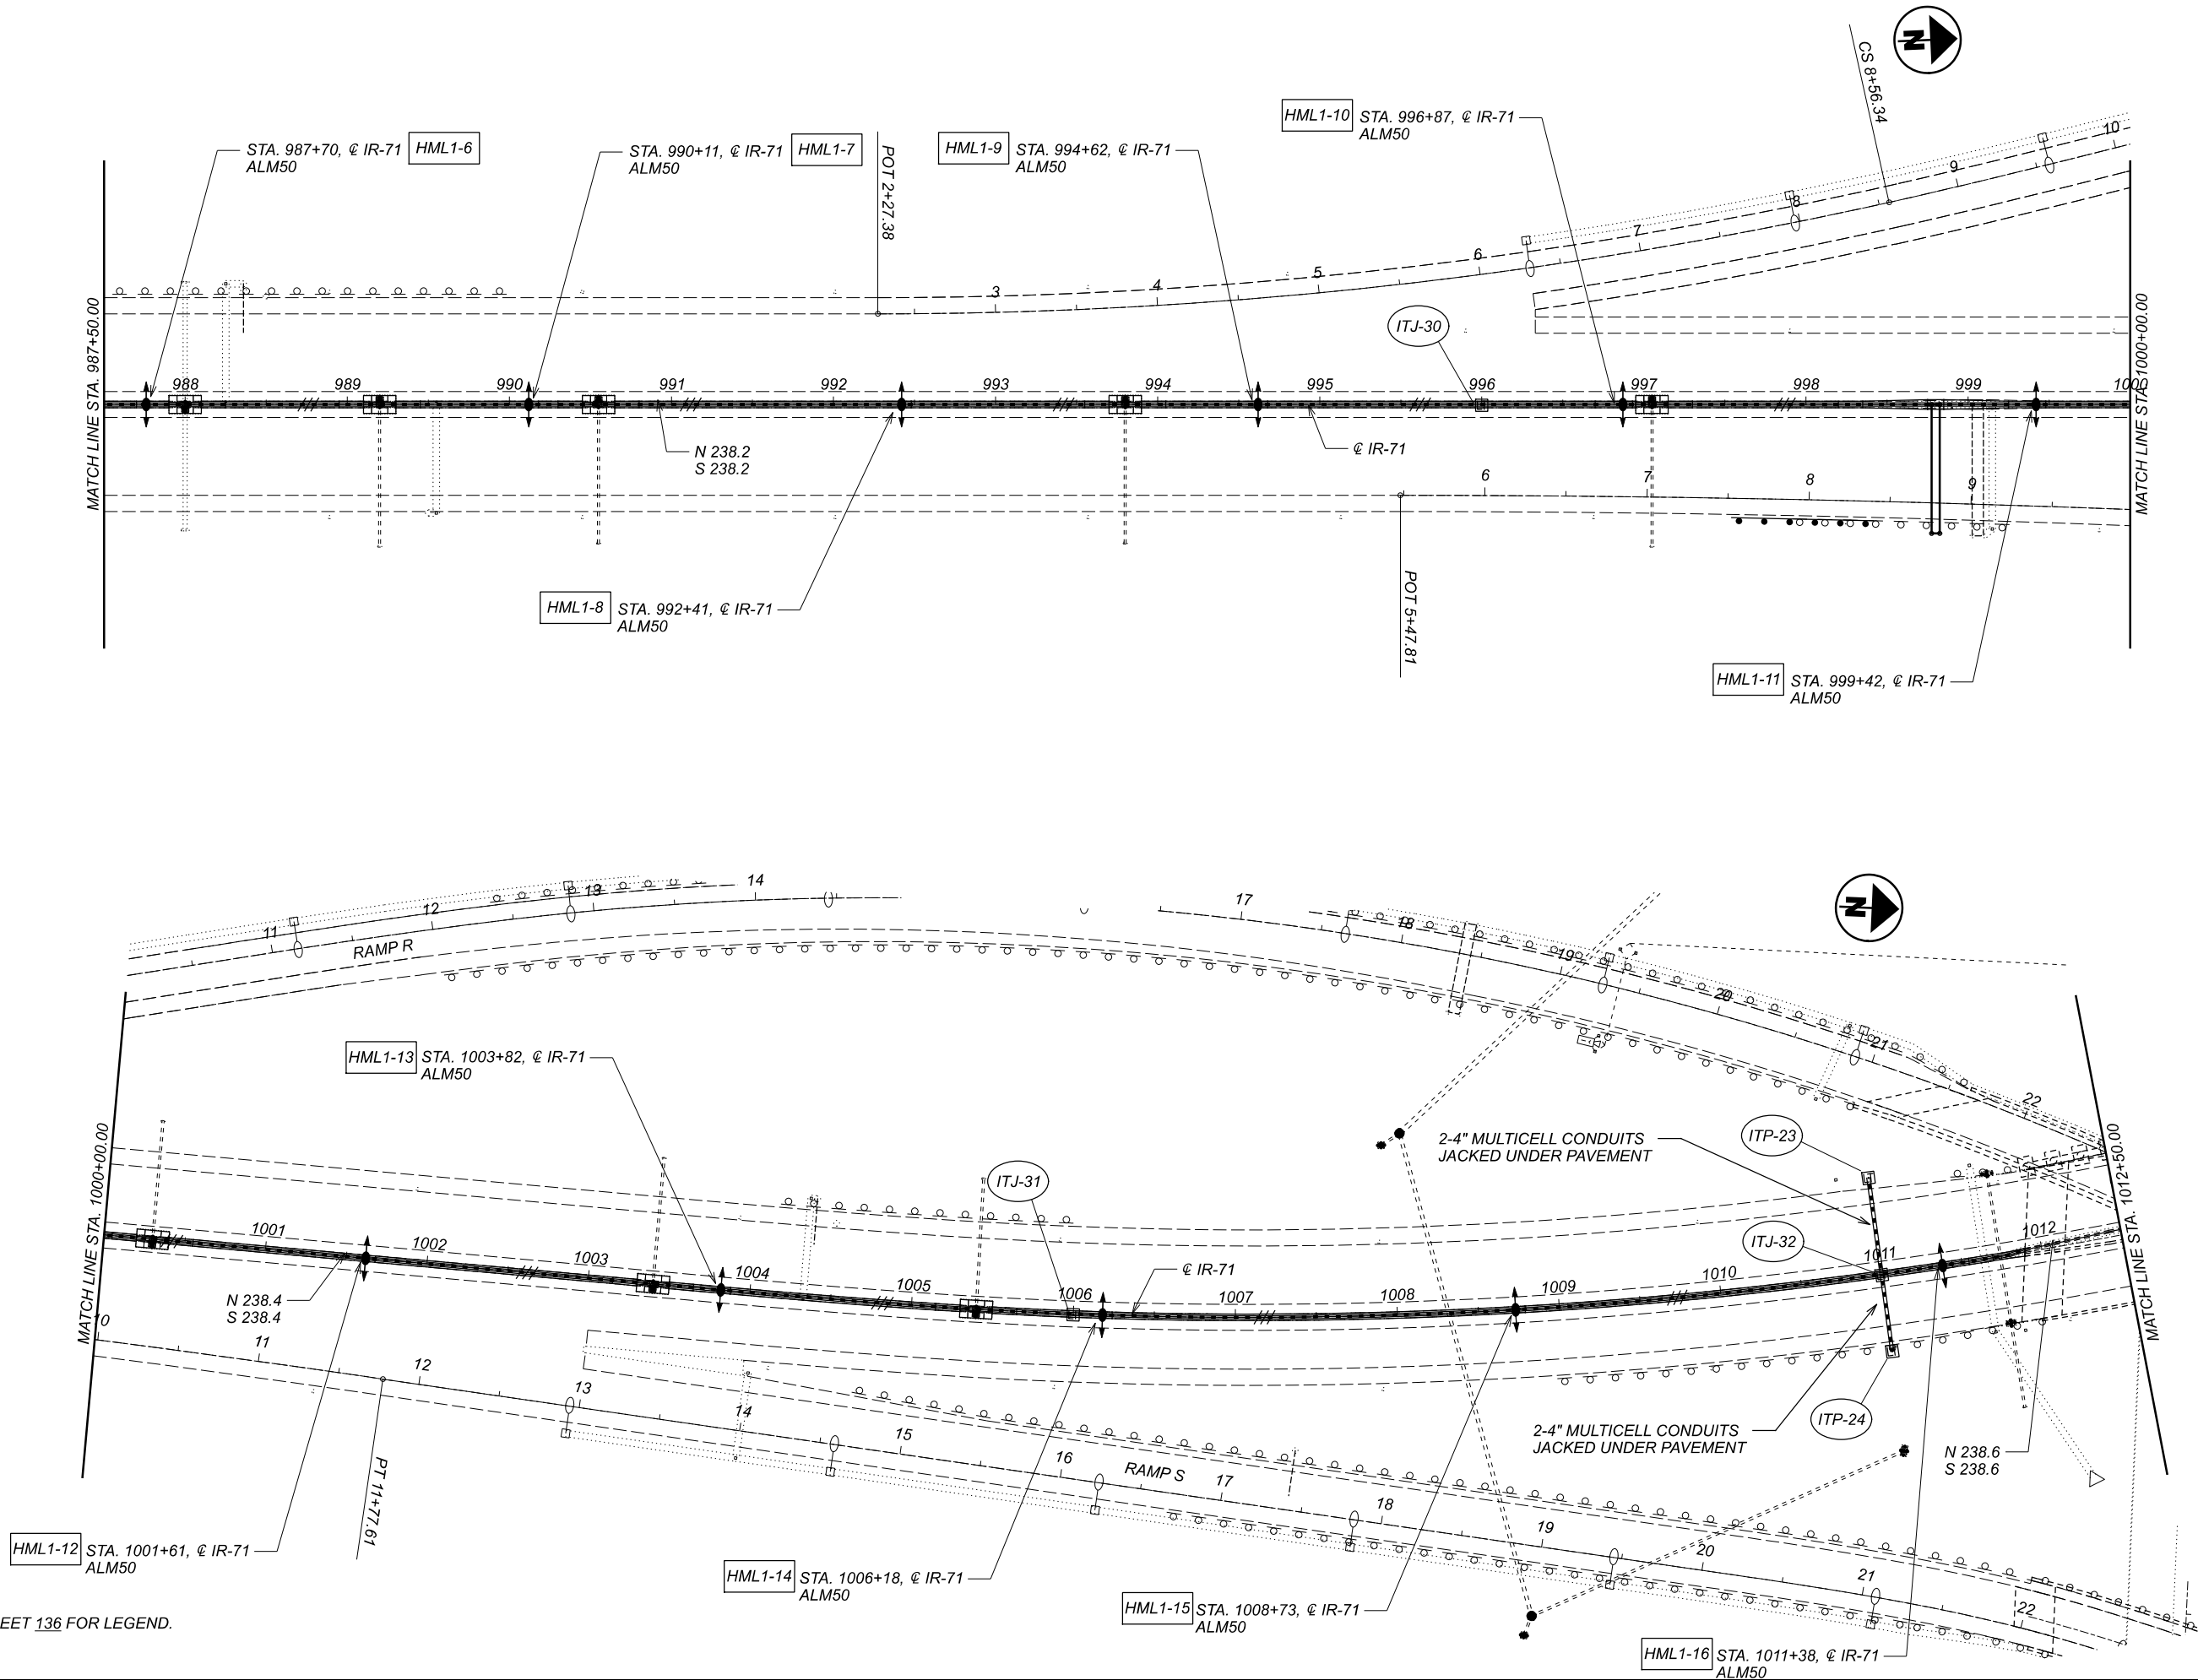 N
CS 8+56.34
HML1-10 STA. 996+87, ℄ IR-71
ALM50
STA. 987+70, ℄ IR-71 HML1-6
ALM50
STA. 990+11, ℄ IR-71 HML1-7
ALM50
POT 2+27.38
HML1-9 STA. 994+62, ℄ IR-71
ALM50
10
9
8
7
6
5
4
3
ITJ-30
MATCH LINE STA. 987+50.00
988 989 990 991 992 993 994 995 996 997 998 999 1000
MATCH LINE STA. 1000+00.00
N 238.2
S 238.2
℄ IR-71
6 7 8 9
HML1-8 STA. 992+41, ℄ IR-71
ALM50
POT 5+47.81
HML1-11 STA. 999+42, ℄ IR-71
ALM50
N
11 12 13 14 17 18 19 20 21 22
RAMP R
HML1-13 STA. 1003+82, ℄ IR-71
ALM50
ITP-23
2-4" MULTICELL CONDUITS
JACKED UNDER PAVEMENT
ITJ-31
ITJ-32
MATCH LINE STA. 1000+00.00
1001 1002 1003 1004 1005 1006 1007 1008 1009 1010 1011 1012
MATCH LINE STA. 1012+50.00
℄ IR-71
N 238.4
S 238.4
10 11 12 13 14 15 16 17 18 19 20 21 22
RAMP S
PT 11+77.61
ITP-24
2-4" MULTICELL CONDUITS
JACKED UNDER PAVEMENT
N 238.6
S 238.6
HML1-12 STA. 1001+61, ℄ IR-71
ALM50
HML1-14 STA. 1006+18, ℄ IR-71
ALM50
HML1-15 STA. 1008+73, ℄ IR-71
ALM50
EET 136 FOR LEGEND.
HML1-16 STA. 1011+38, ℄ IR-71
ALM50